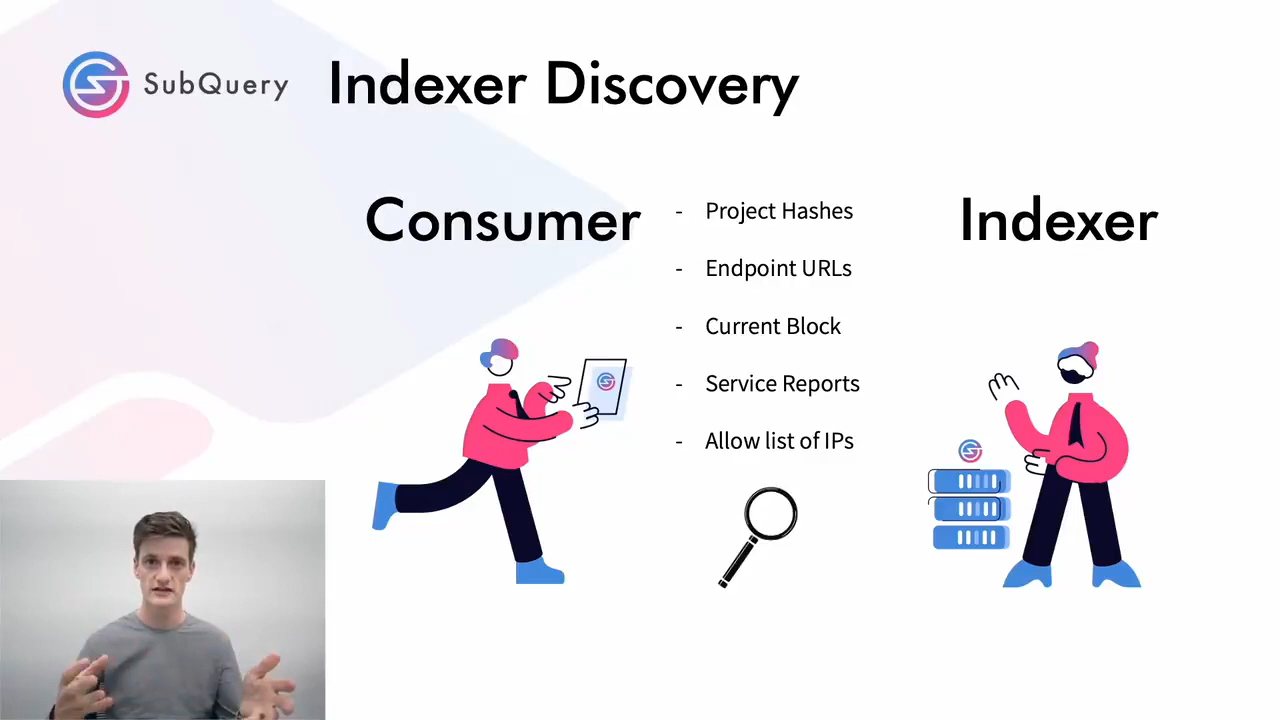 SubQuery
Indexer Discovery
Consumer
- Project Hashes
- Endpoint URLs
- Current Block
- Service Reports
- Allow list of IPs
Indexer